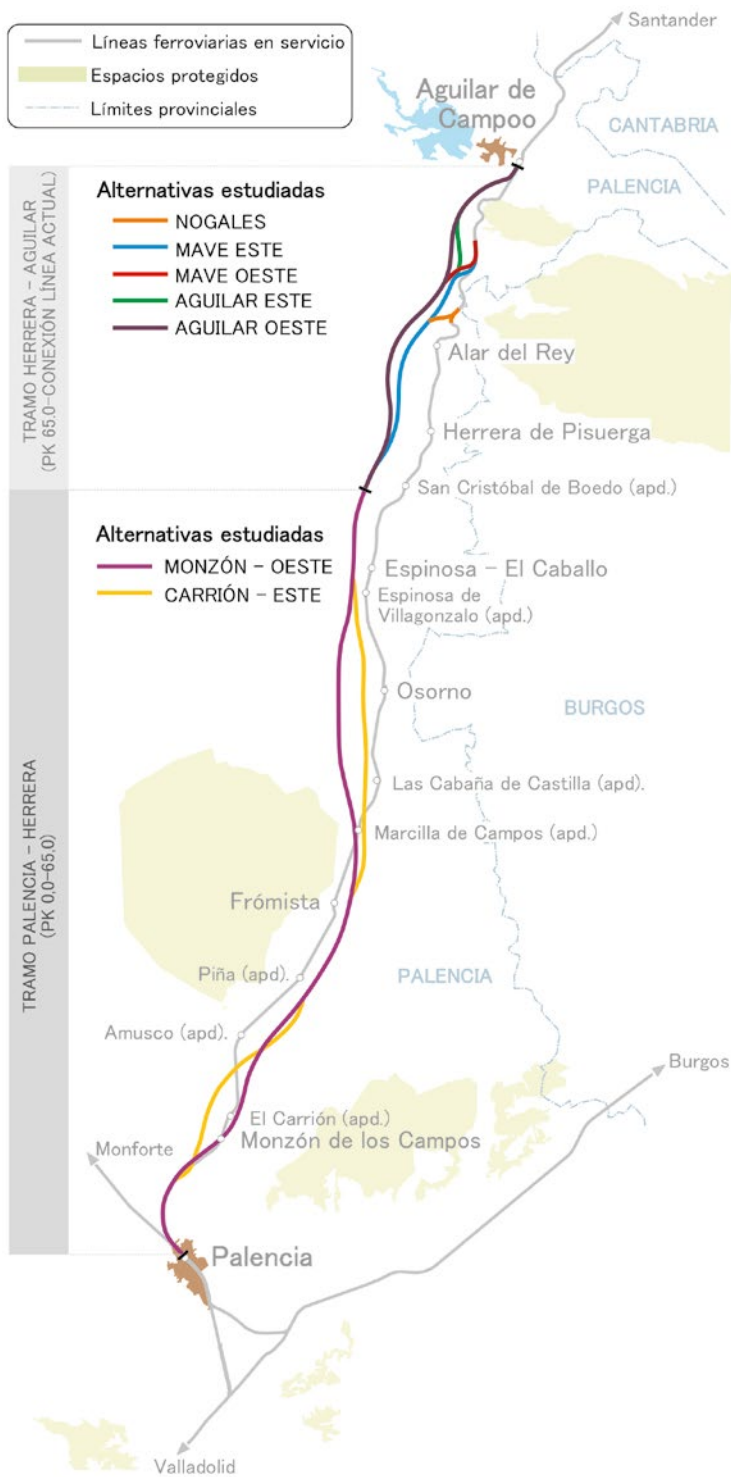 Santander
Líneas ferroviarias en servicio
Espacios protegidos
Límites provinciales
Aguilar de
Campoo
CANTABRIA
PALENCIA
TRAMO HERRERA – AGUILAR
(PK 65.0-CONEXIÓN LÍNEA ACTUAL)
Alternativas estudiadas
NOGALES
MAVE ESTE
MAVE OESTE
AGUILAR ESTE
AGUILAR OESTE
Alar del Rey
Herrera de Pisuerga
San Cristóbal de Boedo (apd.)
TRAMO PALENCIA – HERRERA
(PK 0,0-65,0)
Alternativas estudiadas
MONZÓN – OESTE
CARRIÓN – ESTE
Espinosa – El Caballo
Espinosa de
Villagonzalo (apd.)
Osorno
BURGOS
Las Cabaña de Castilla (apd).
Marcilla de Campos (apd.)
Frómista
Piña (apd).
PALENCIA
Amusco (apd).
Burgos
El Carrión (apd.)
Monzón de los Campos
Monforte
Palencia
Valladolid